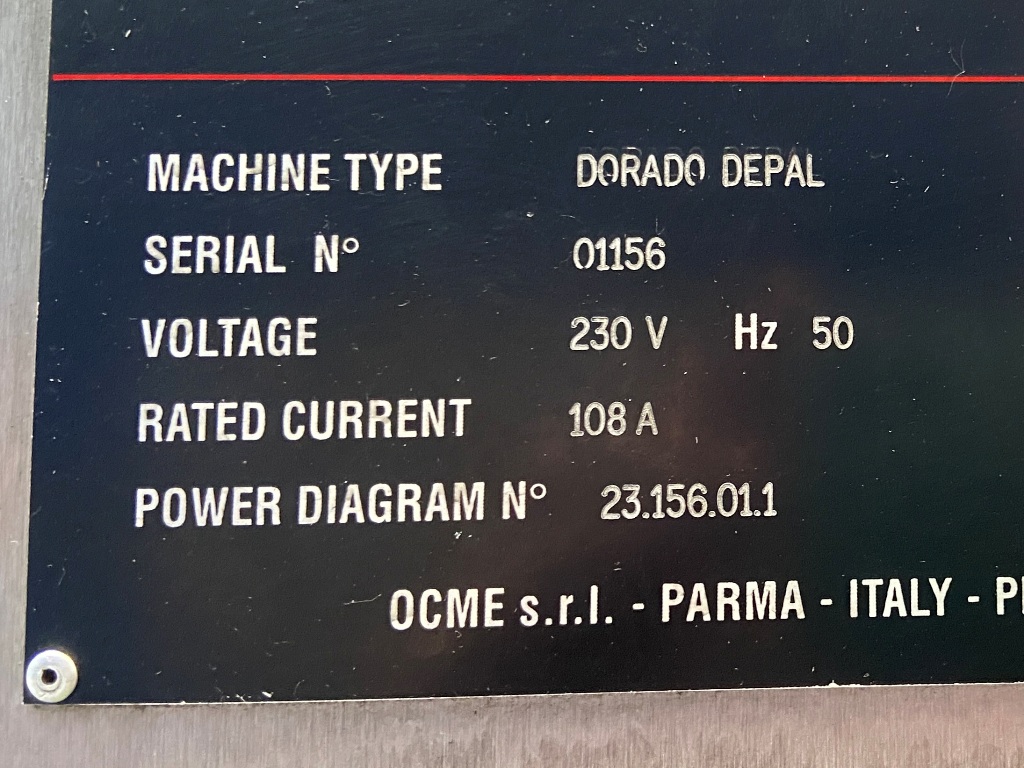 MACHINE TYPE DORADO DEPAL
SERIAL N° 01156
VOLTAGE 230 V Hz 50
RATED CURRENT 108 A
POWER DIAGRAM N° 23.156.01.1
OCME s.r.l. - PARMA - ITALY -